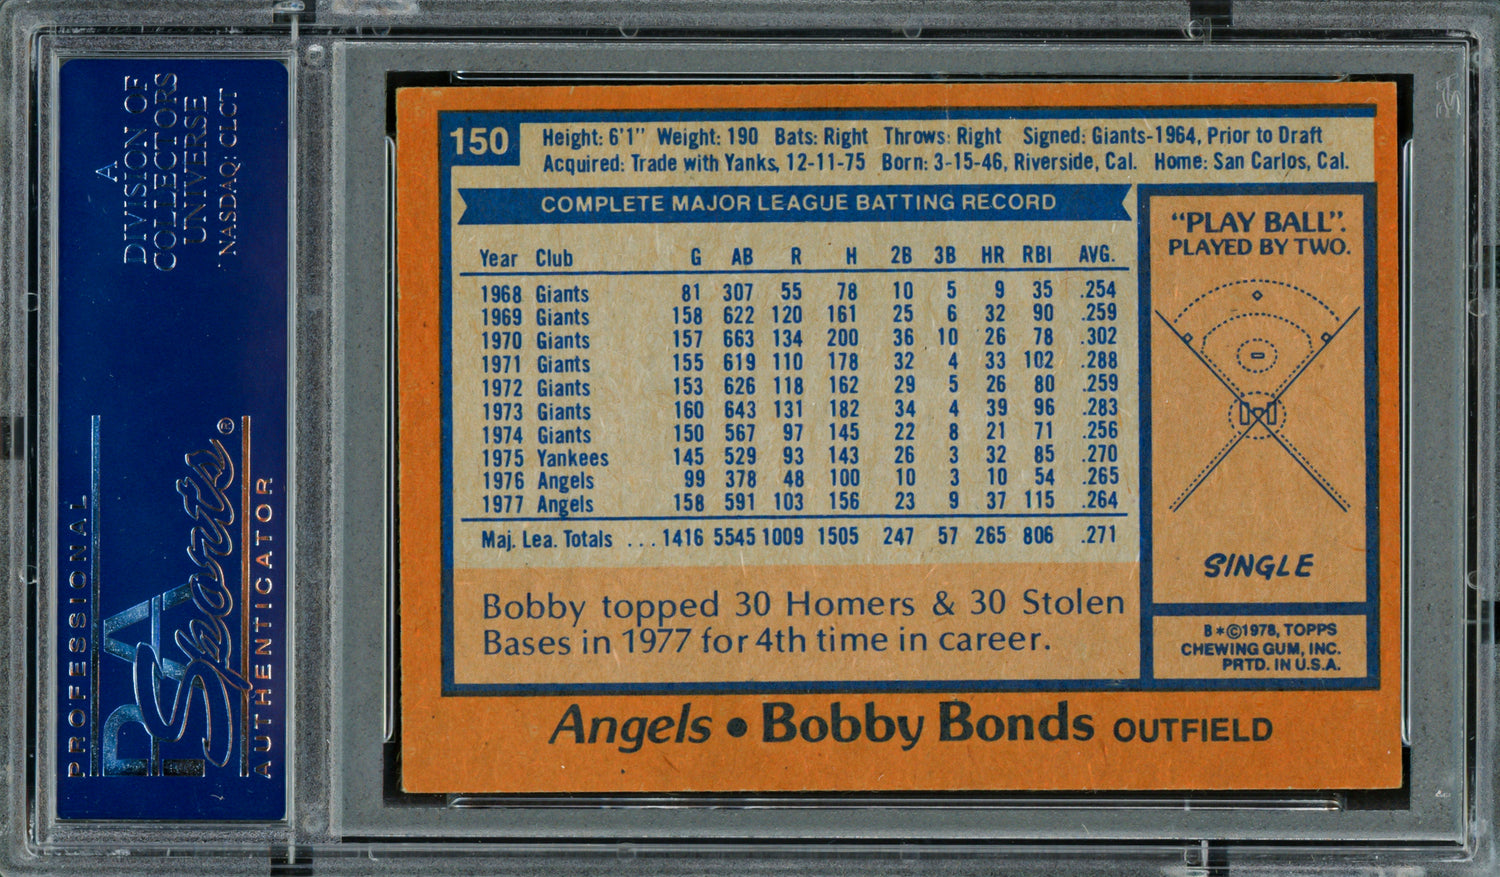 A
DIVISION OF
COLLECTORS
UNIVERSE
NASDAQ: CLCT
PROFESSIONAL
PSA
Sports®
AUTHENTICATOR
150
Height: 6'1" Weight: 190 Bats: Right Throws: Right Signed: Giants-1964, Prior to Draft
Acquired: Trade with Yanks, 12-11-75 Born: 3-15-46, Riverside, Cal. Home: San Carlos, Cal.
COMPLETE MAJOR LEAGUE BATTING RECORD
Year Club G AB R H 2B 3B HR RBI AVG.
1968 Giants 81 307 55 78 10 5 9 35 .254
1969 Giants 158 622 120 161 25 6 32 90 .259
1970 Giants 157 663 134 200 36 10 26 78 .302
1971 Giants 155 619 110 178 32 4 33 102 .288
1972 Giants 153 626 118 162 29 5 26 80 .259
1973 Giants 160 643 131 182 34 4 39 96 .283
1974 Giants 150 567 97 145 22 8 21 71 .256
1975 Yankees 145 529 93 143 26 3 32 85 .270
1976 Angels 99 378 48 100 10 3 10 54 .265
1977 Angels 158 591 103 156 23 9 37 115 .264
Maj. Lea. Totals ... 1416 5545 1009 1505 247 57 265 806 .271
Bobby topped 30 Homers & 30 Stolen
Bases in 1977 for 4th time in career.
"PLAY BALL".
PLAYED BY TWO.
SINGLE
B*©1978, TOPPS
CHEWING GUM, INC.
PRTD. IN U.S.A.
Angels • Bobby Bonds OUTFIELD